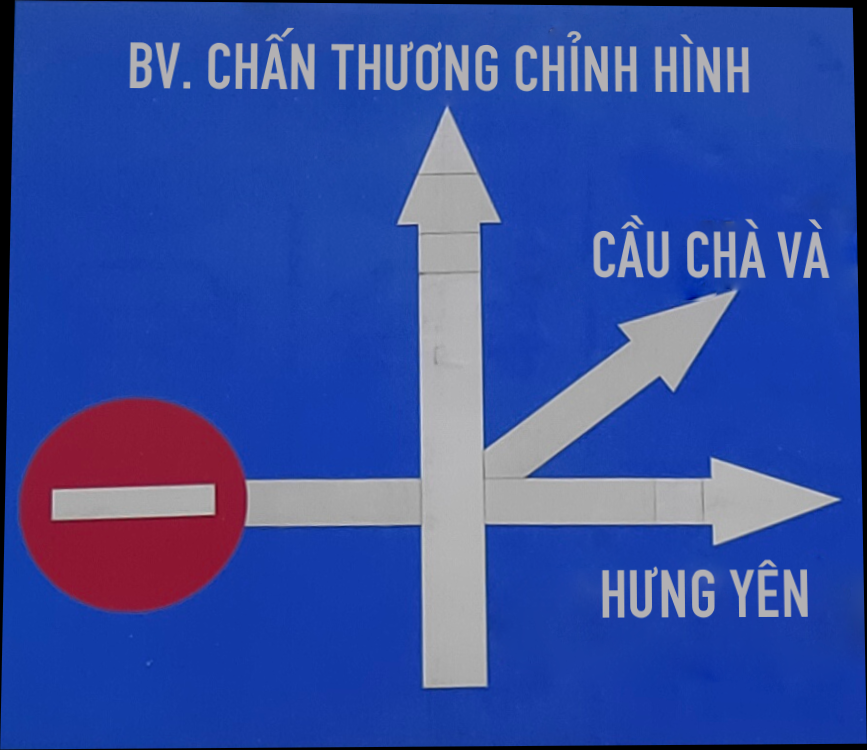 BV. CHẤN THƯƠNG CHỈNH HÌNH
CẦU CHÀ VÀ
HƯNG YÊN